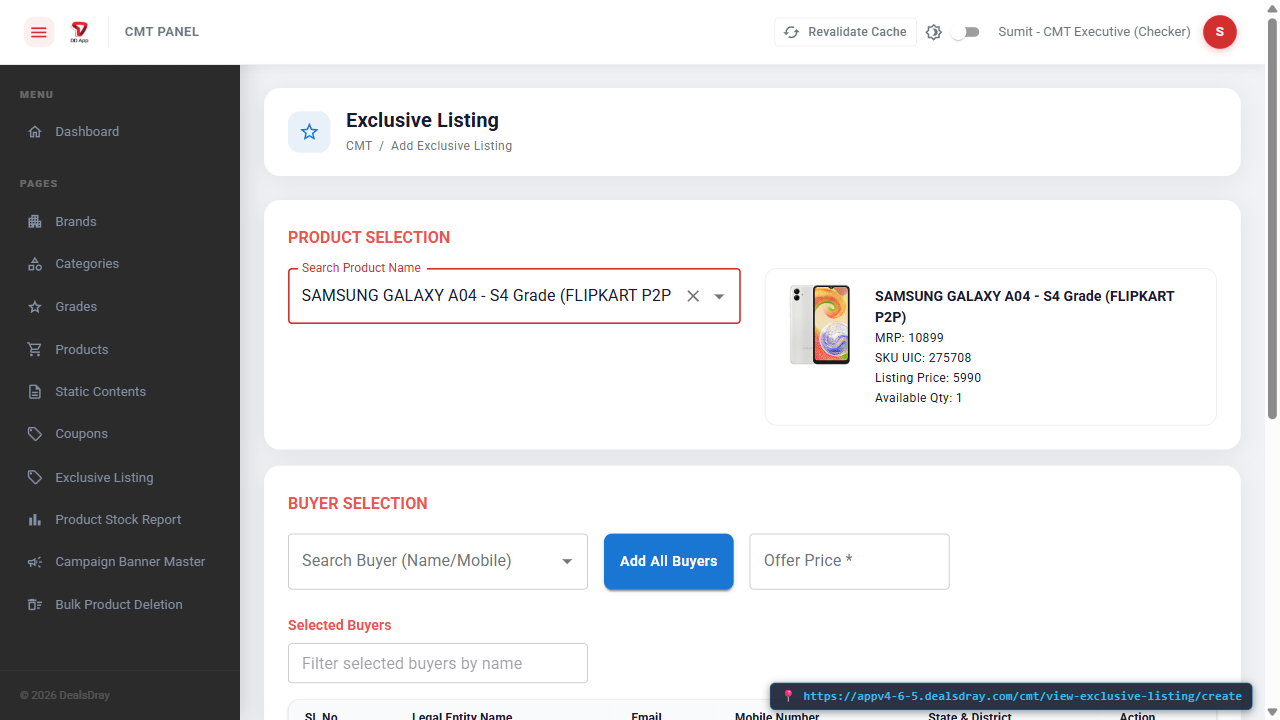 DD App
CMT PANEL
Revalidate Cache
Sumit - CMT Executive (Checker)
S
MENU
Dashboard
PAGES
Brands
Categories
Grades
Products
Static Contents
Coupons
Exclusive Listing
Product Stock Report
Campaign Banner Master
Bulk Product Deletion
© 2026 DealsDray
Exclusive Listing
CMT / Add Exclusive Listing
PRODUCT SELECTION
Search Product Name
SAMSUNG GALAXY A04 - S4 Grade (FLIPKART P2P
SAMSUNG GALAXY A04 - S4 Grade (FLIPKART
P2P)
MRP: 10899
SKU UIC: 275708
Listing Price: 5990
Available Qty: 1
BUYER SELECTION
Search Buyer (Name/Mobile)
Add All Buyers
Offer Price *
Selected Buyers
Filter selected buyers by name
SL No Legal Entity Name Email Mobile Number State & District Action
https://appv4-6-5.dealsdray.com/cmt/view-exclusive-listing/create